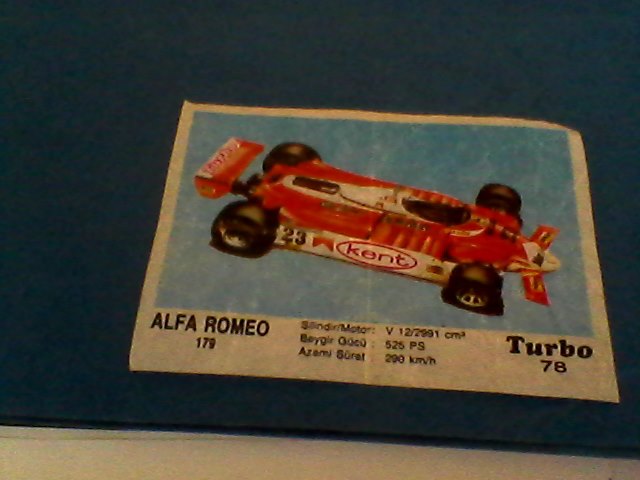 23
kent
ALFA ROMEO
179
Silindir/Motor: V 12/2991 cm³
Beygir Gücü : 525 PS
Azami Sürat : 290 km/h
Turbo
78